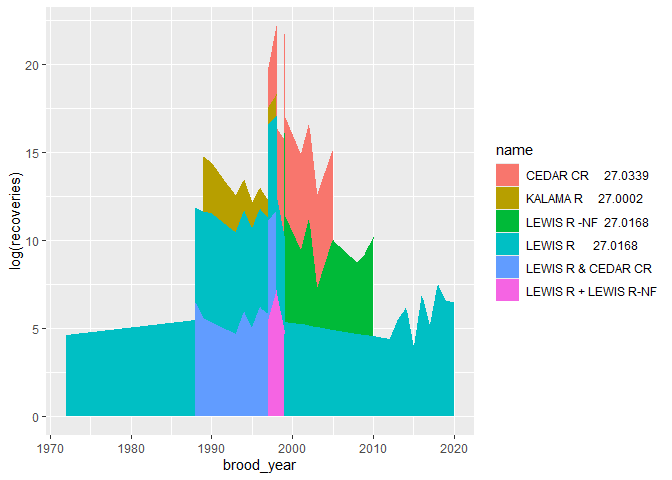 20
15
10
5
0
log(recoveries)
1970
1980
1990
2000
2010
2020
brood_year
name
CEDAR CR    27.0339
KALAMA R    27.0002
LEWIS R -NF  27.0168
LEWIS R     27.0168
LEWIS R & CEDAR CR
LEWIS R + LEWIS R-NF